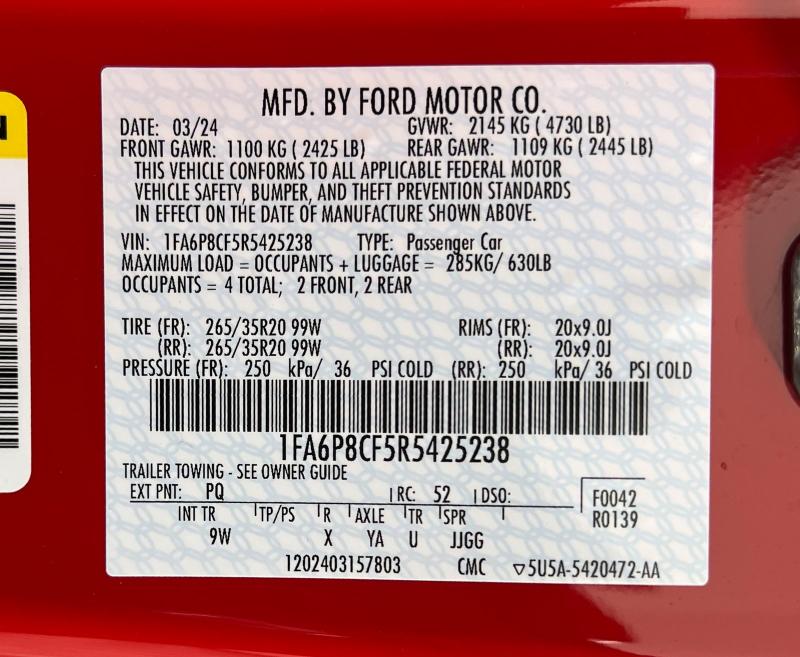 MFD. BY FORD MOTOR CO.
DATE: 03/24 GVWR: 2145 KG ( 4730 LB)
FRONT GAWR: 1100 KG ( 2425 LB) REAR GAWR: 1109 KG ( 2445 LB)
THIS VEHICLE CONFORMS TO ALL APPLICABLE FEDERAL MOTOR
VEHICLE SAFETY, BUMPER, AND THEFT PREVENTION STANDARDS
IN EFFECT ON THE DATE OF MANUFACTURE SHOWN ABOVE.
VIN: 1FA6P8CF5R5425238 TYPE: Passenger Car
MAXIMUM LOAD = OCCUPANTS + LUGGAGE = 285KG/ 630LB
OCCUPANTS = 4 TOTAL; 2 FRONT, 2 REAR
TIRE (FR): 265/35R20 99W RIMS (FR): 20x9.0J
(RR): 265/35R20 99W (RR): 20x9.0J
PRESSURE (FR): 250 kPa/ 36 PSI COLD (RR): 250 kPa/ 36 PSI COLD
1FA6P8CF5R5425238
TRAILER TOWING - SEE OWNER GUIDE
EXT PNT: PQ RC: 52 DSO: F0042
R0139
INT TR TP/PS R AXLE TR SPR
9W X YA U JJGG
1202403157803 CMC ▽5U5A-5420472-AA
N